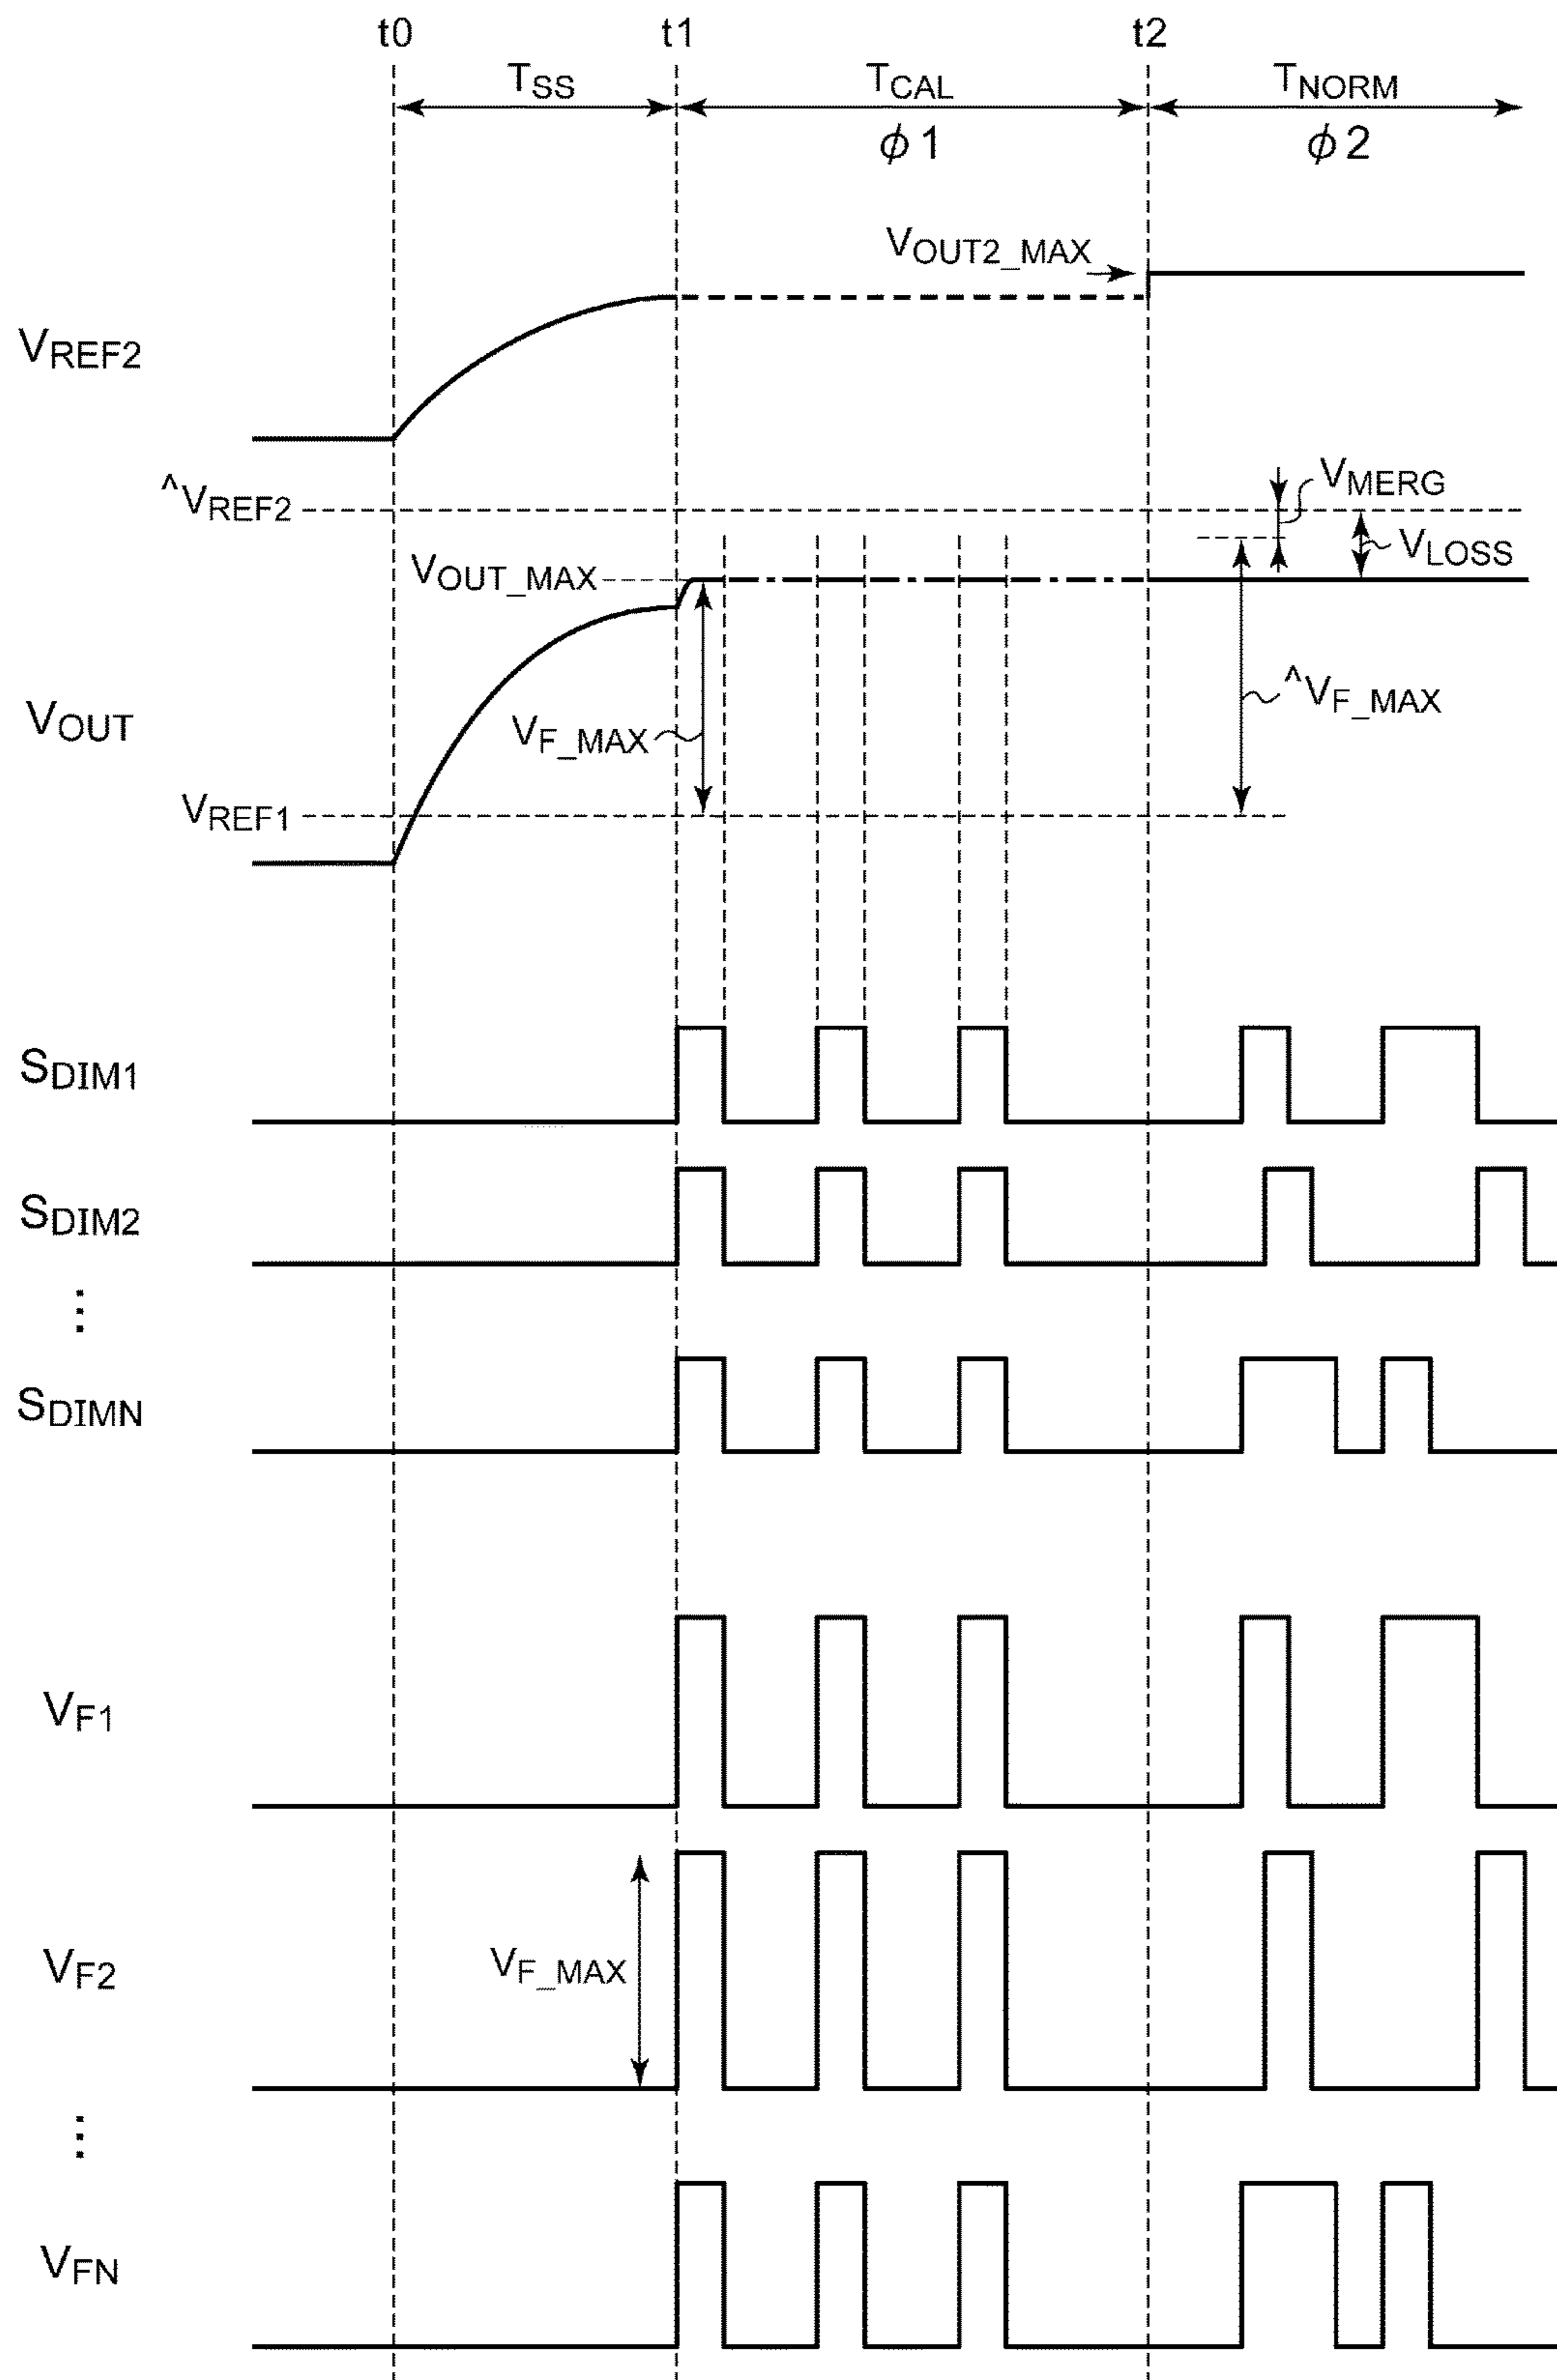 t0 t1 t2
TSS TCAL TNORM
ϕ1 ϕ2
VOUT2_MAX
VREF2
^VREF2
VMERG
VLOSS
VOUT_MAX
^VF_MAX
VOUT
VF_MAX
VREF1
SDIM1
SDIM2
⋮
SDIMN
VF1
VF2
VF_MAX
⋮
VFN